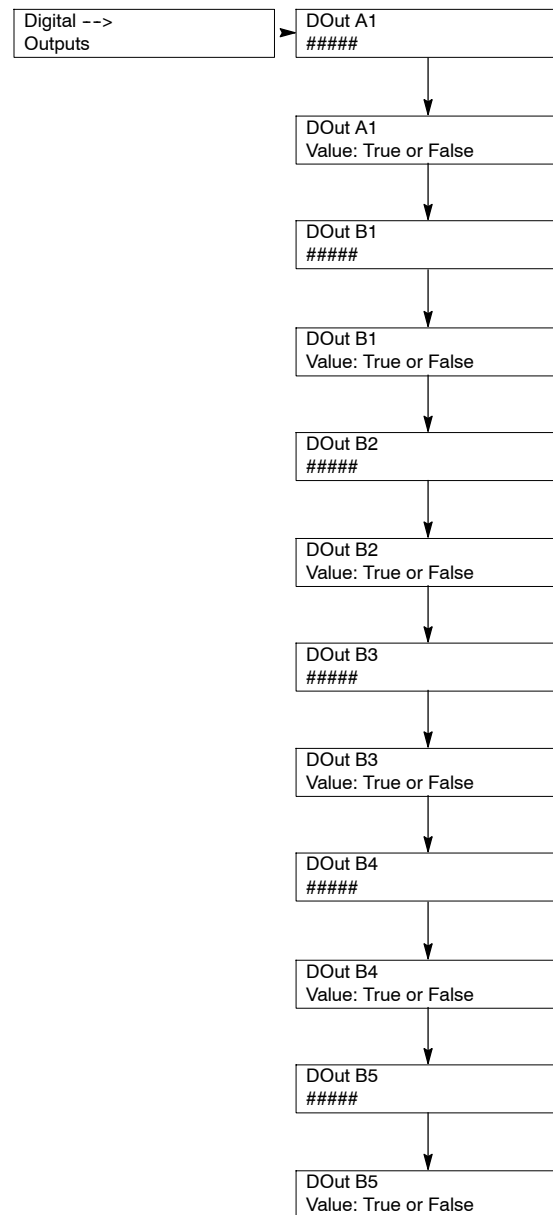 Digital -->
Outputs
DOut A1
#####
DOut A1
Value: True or False
DOut B1
#####
DOut B1
Value: True or False
DOut B2
#####
DOut B2
Value: True or False
DOut B3
#####
DOut B3
Value: True or False
DOut B4
#####
DOut B4
Value: True or False
DOut B5
#####
DOut B5
Value: True or False